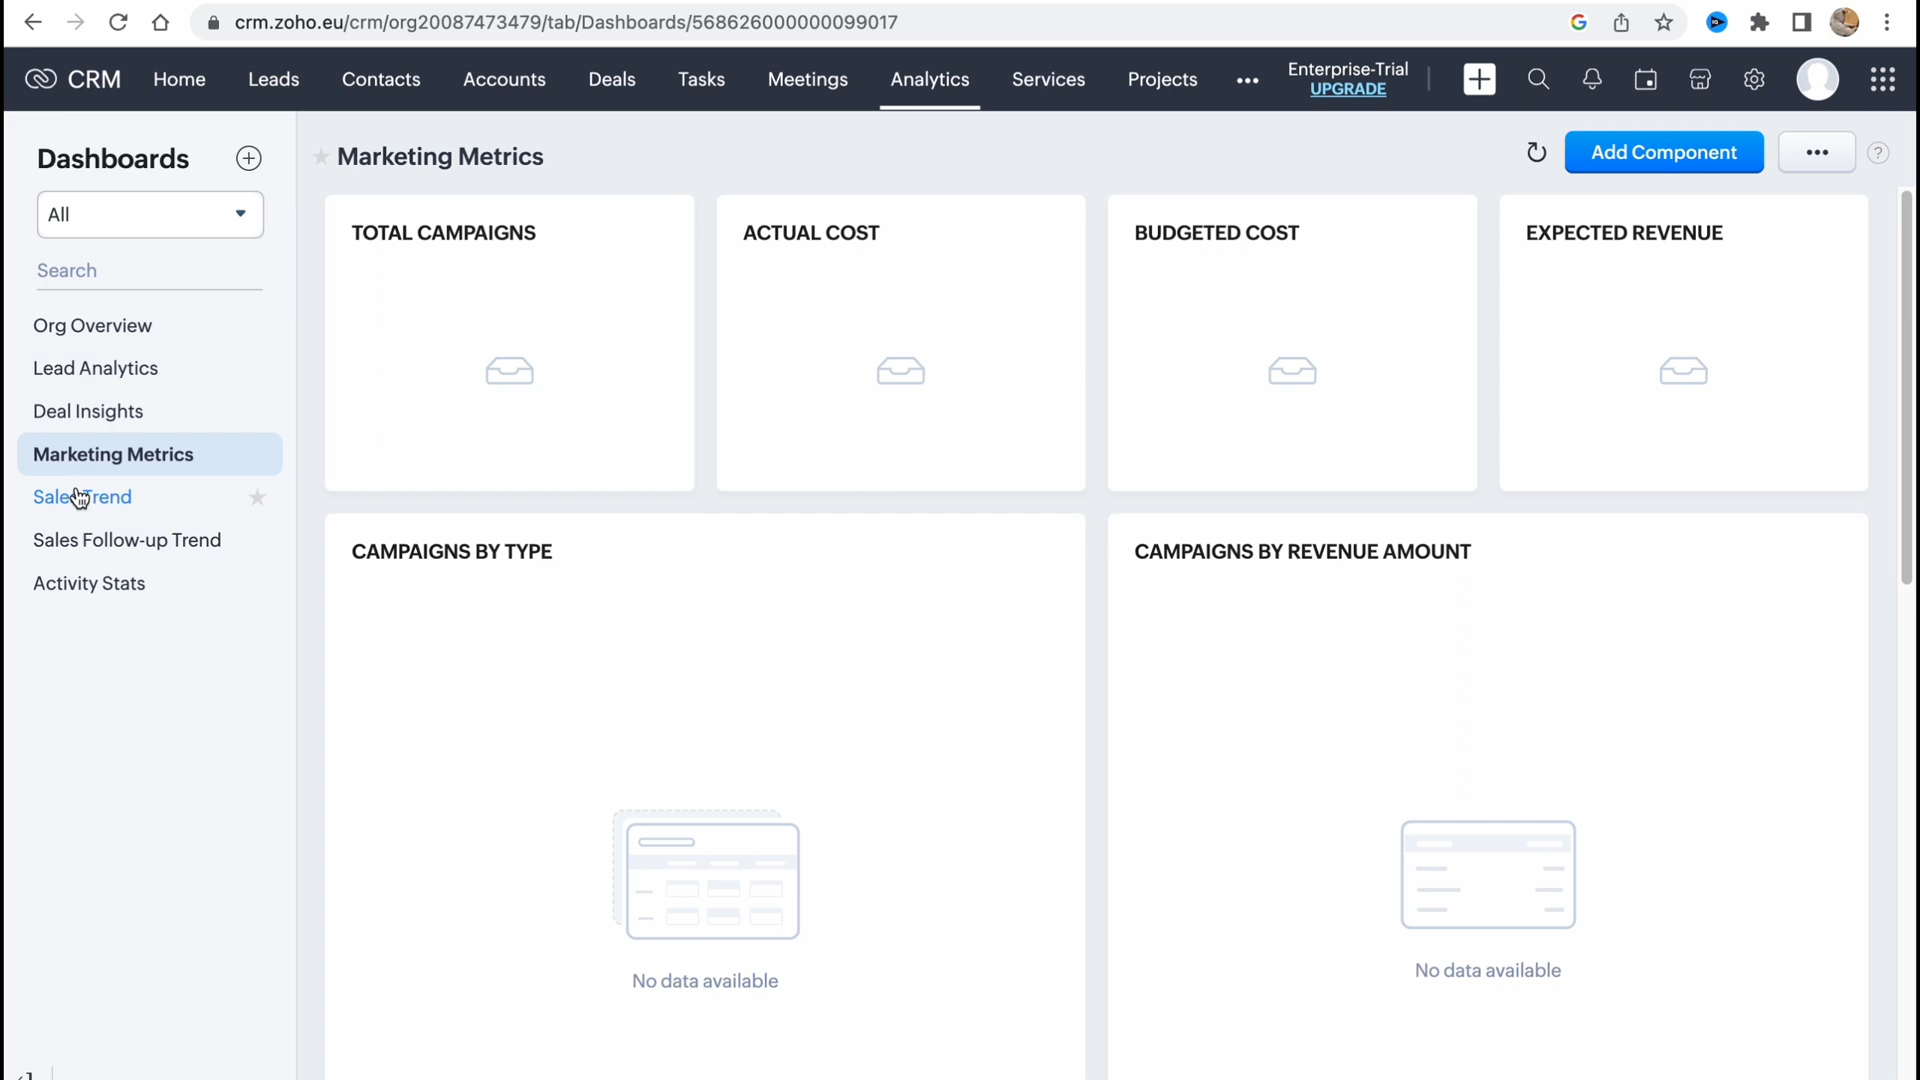 crm.zoho.eu/crm/org20087473479/tab/Dashboards/568626000000099017
CRM Home Leads Contacts Accounts Deals Tasks Meetings Analytics Services Projects
Enterprise-Trial
UPGRADE
Dashboards
All
Search
Org Overview
Lead Analytics
Deal Insights
Marketing Metrics
Sales Trend
Sales Follow-up Trend
Activity Stats
Marketing Metrics
Add Component
TOTAL CAMPAIGNS
ACTUAL COST
BUDGETED COST
EXPECTED REVENUE
CAMPAIGNS BY TYPE
No data available
CAMPAIGNS BY REVENUE AMOUNT
No data available